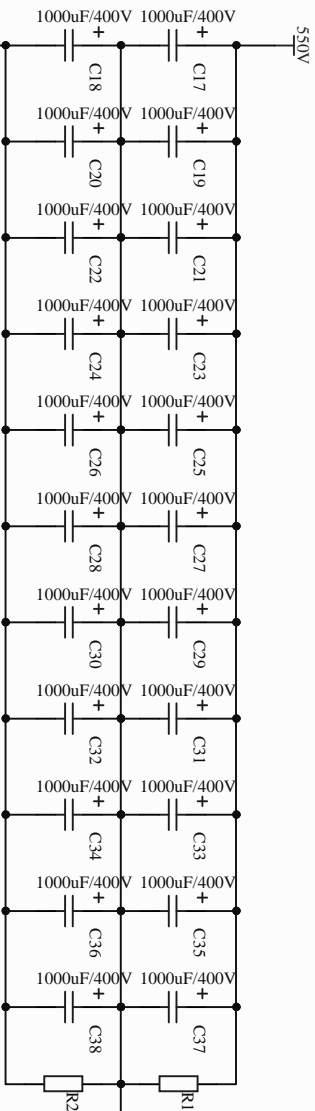 550V
1000uF/400V 1000uF/400V
+ +
C18 C17
1000uF/400V 1000uF/400V
+ +
C20 C19
1000uF/400V 1000uF/400V
+ +
C22 C21
1000uF/400V 1000uF/400V
+ +
C24 C23
1000uF/400V 1000uF/400V
+ +
C26 C25
1000uF/400V 1000uF/400V
+ +
C28 C27
1000uF/400V 1000uF/400V
+ +
C30 C29
1000uF/400V 1000uF/400V
+ +
C32 C31
1000uF/400V 1000uF/400V
+ +
C34 C33
1000uF/400V 1000uF/400V
+ +
C36 C35
1000uF/400V 1000uF/400V
+ +
C38 C37
R2 R1